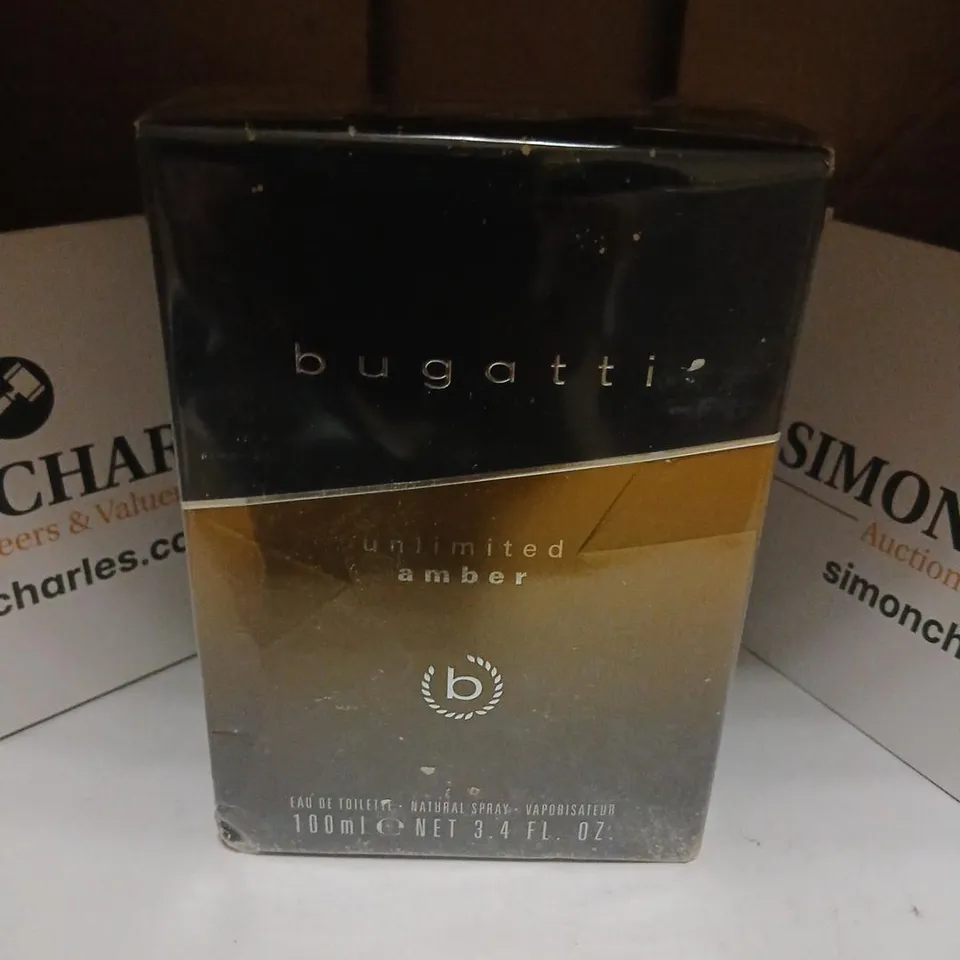 bugatti
unlimited
amber
b
EAU DE TOILETTE · NATURAL SPRAY · VAPORISATEUR
100ml e NET 3.4 FL. OZ.
CHAR
eers & Value
charles.co
SIMON
Auction
simonch